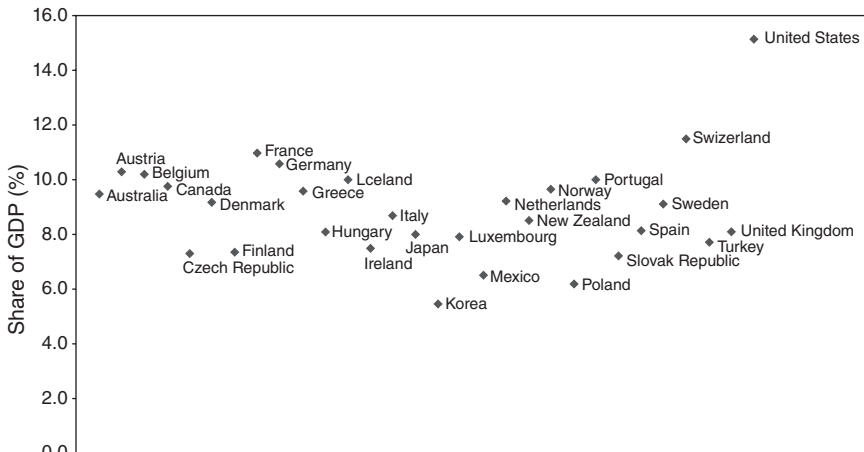 16.0
United States
14.0
12.0
Swizerland
France
Austria
Germany
Belgium
10.0
Lceland
Portugal
Canada
Norway
Australia
Greece
Denmark
Netherlands
Sweden
Italy
New Zealand
Hungary
Spain
United Kingdom
8.0
Japan
Luxembourg
Turkey
Finland
Ireland
Czech Republic
Slovak Republic
Mexico
Poland
6.0
Korea
4.0
2.0
0.0
Share of GDP (%)